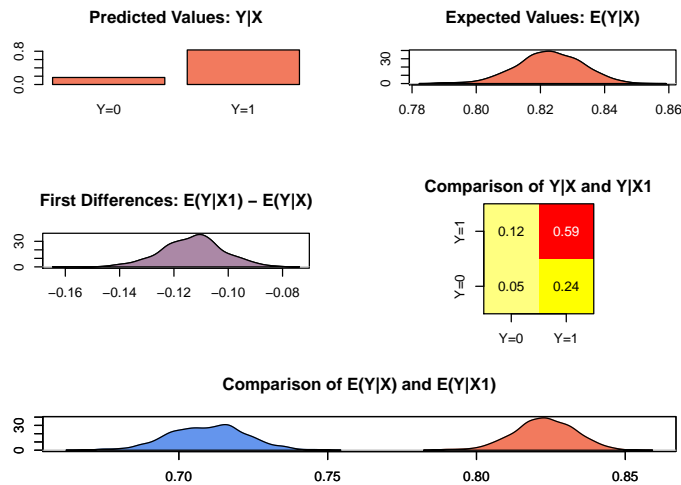 Predicted Values: Y|X
0.8
0.0
Y=0 Y=1
Expected Values: E(Y|X)
30
0
0.78 0.80 0.82 0.84 0.86
First Differences: E(Y|X1) − E(Y|X)
30
0
−0.16 −0.14 −0.12 −0.10 −0.08
Comparison of Y|X and Y|X1
Y=1
0.12 0.59
Y=0
0.05 0.24
Y=0 Y=1
Comparison of E(Y|X) and E(Y|X1)
30
0
0.70 0.75 0.80 0.85